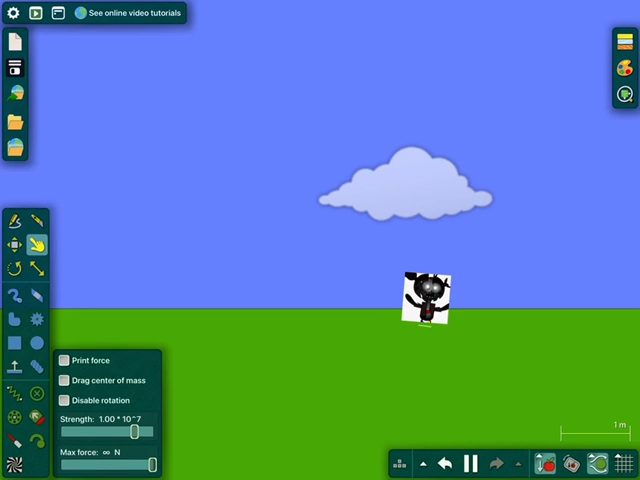 See online video tutorials
Print force
Drag center of mass
Disable rotation
Strength: 1.00 * 10^7
Max force: ∞ N
1 m